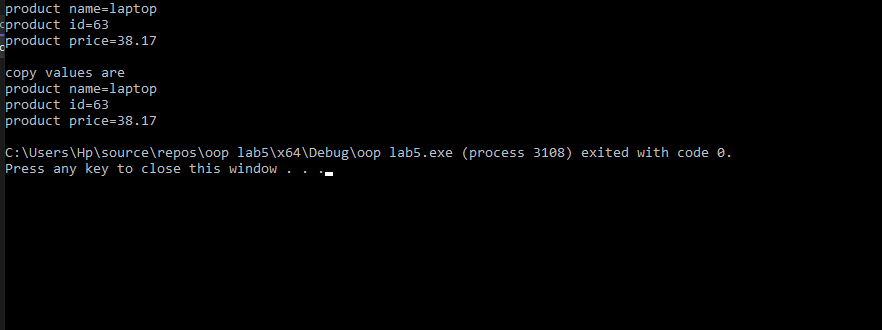 product name=laptop
product id=63
product price=38.17
copy values are
product name=laptop
product id=63
product price=38.17
C:\Users\Hp\source\repos\oop lab5\x64\Debug\oop lab5.exe (process 3108) exited with code 0.
Press any key to close this window . . .